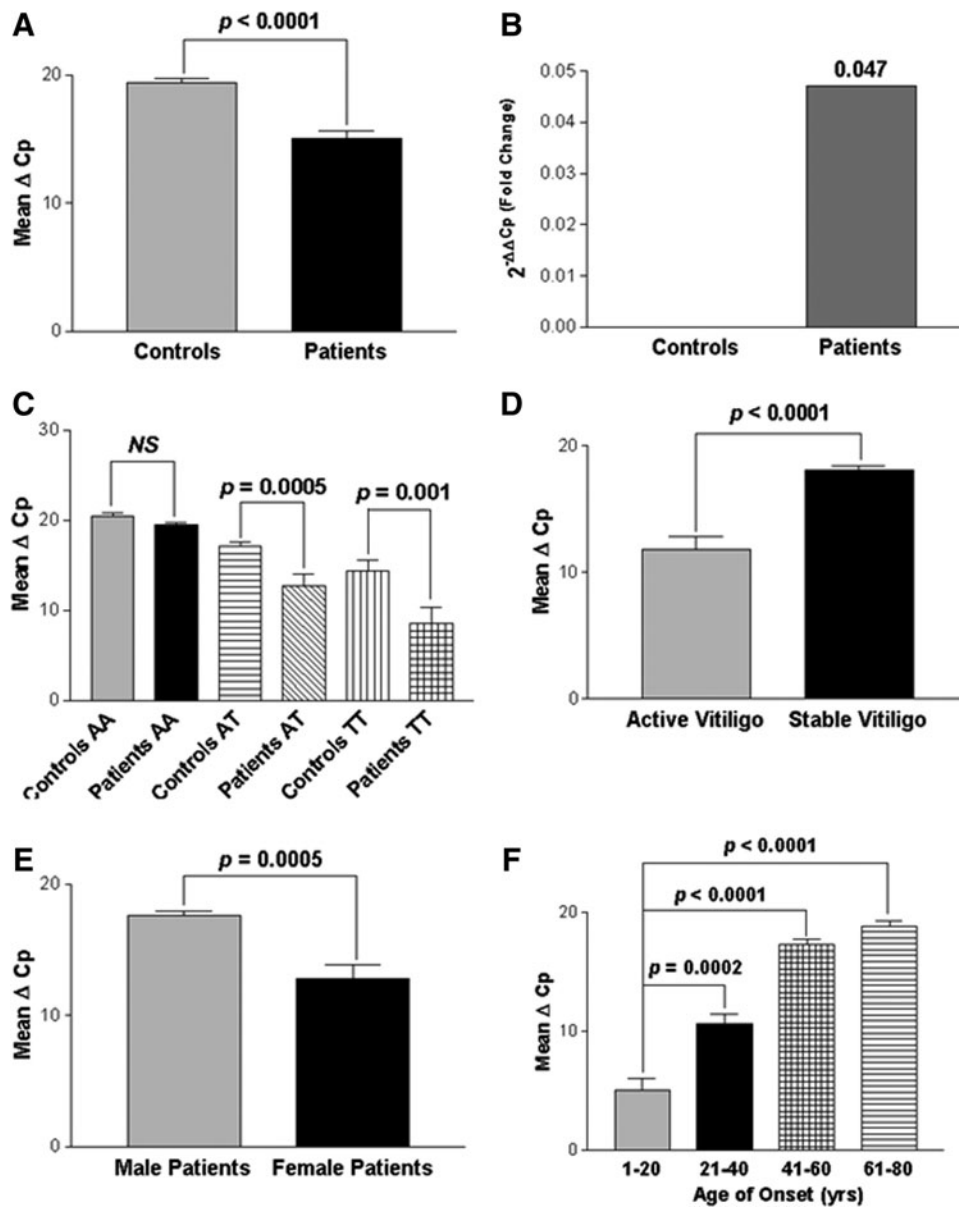 A
p < 0.0001
20
10
0
Mean Δ Cp
Controls
Patients
B
0.047
0.05
0.04
0.03
0.02
0.01
0.00
2^-ΔΔCp (Fold Change)
Controls
Patients
C
30
20
10
0
Mean Δ Cp
NS
p = 0.0005
p = 0.001
Controls AA
Patients AA
Controls AT
Patients AT
Controls TT
Patients TT
D
p < 0.0001
20
10
0
Mean Δ Cp
Active Vitiligo
Stable Vitiligo
E
p = 0.0005
20
10
0
Mean Δ Cp
Male Patients
Female Patients
F
p < 0.0001
p < 0.0001
p = 0.0002
20
10
0
Mean Δ Cp
1-20
21-40
41-60
61-80
Age of Onset (yrs)